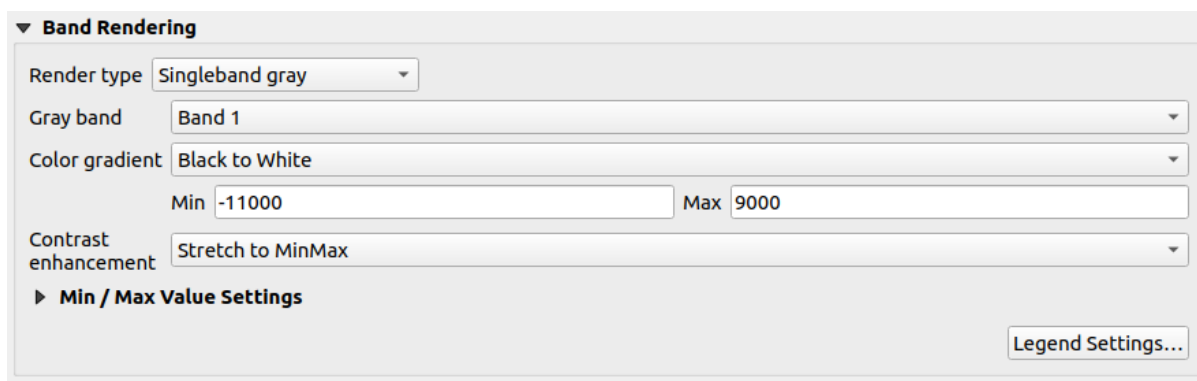 Band Rendering
Render type Singleband gray
Gray band Band 1
Color gradient Black to White
Min -11000 Max 9000
Contrast enhancement Stretch to MinMax
Min / Max Value Settings
Legend Settings...